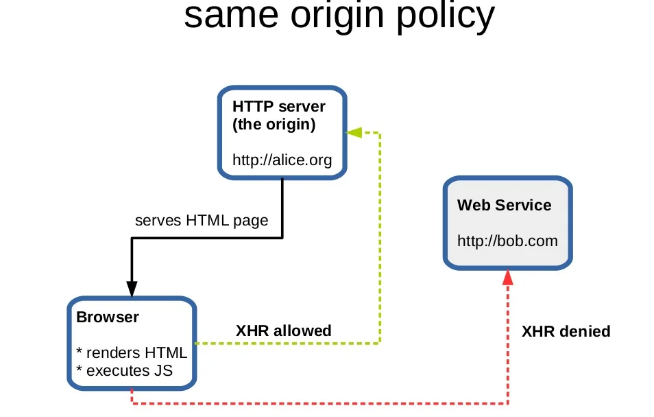 same origin policy
HTTP server
(the origin)
http://alice.org
serves HTML page
Web Service
http://bob.com
Browser
* renders HTML
* executes JS
XHR allowed
XHR denied